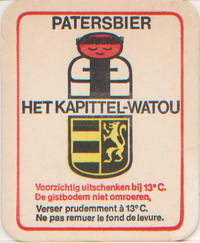 PATERSBIER
HET KAPITTEL-WATOU
Voorzichtig uitschenken bij 13° C.
De gistbodem niet omroeren,
Verser prudemment à 13° C.
Ne pas remuer le fond de levure.